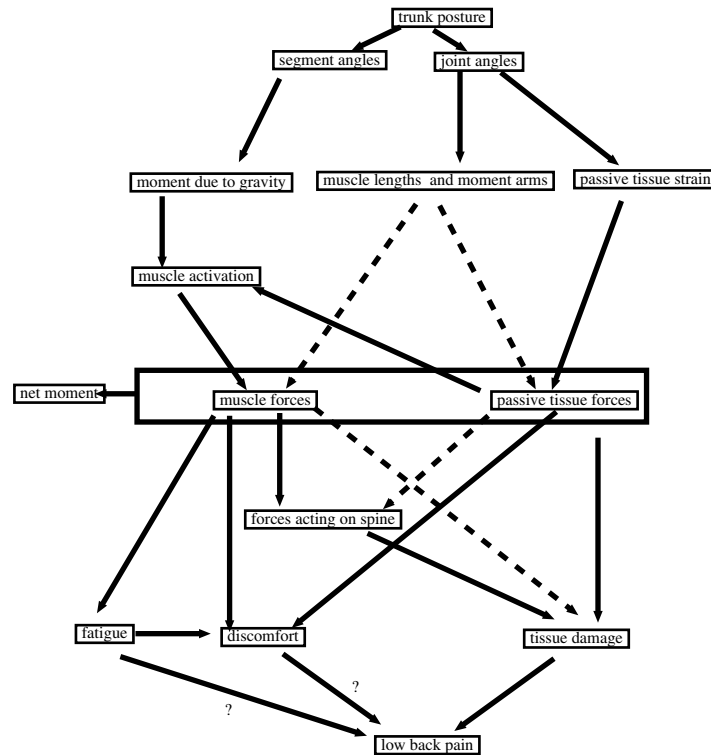 trunk posture
segment angles
joint angles
moment due to gravity
muscle lengths and moment arms
passive tissue strain
muscle activation
net moment
muscle forces
passive tissue forces
forces acting on spine
fatigue
discomfort
tissue damage
?
?
low back pain